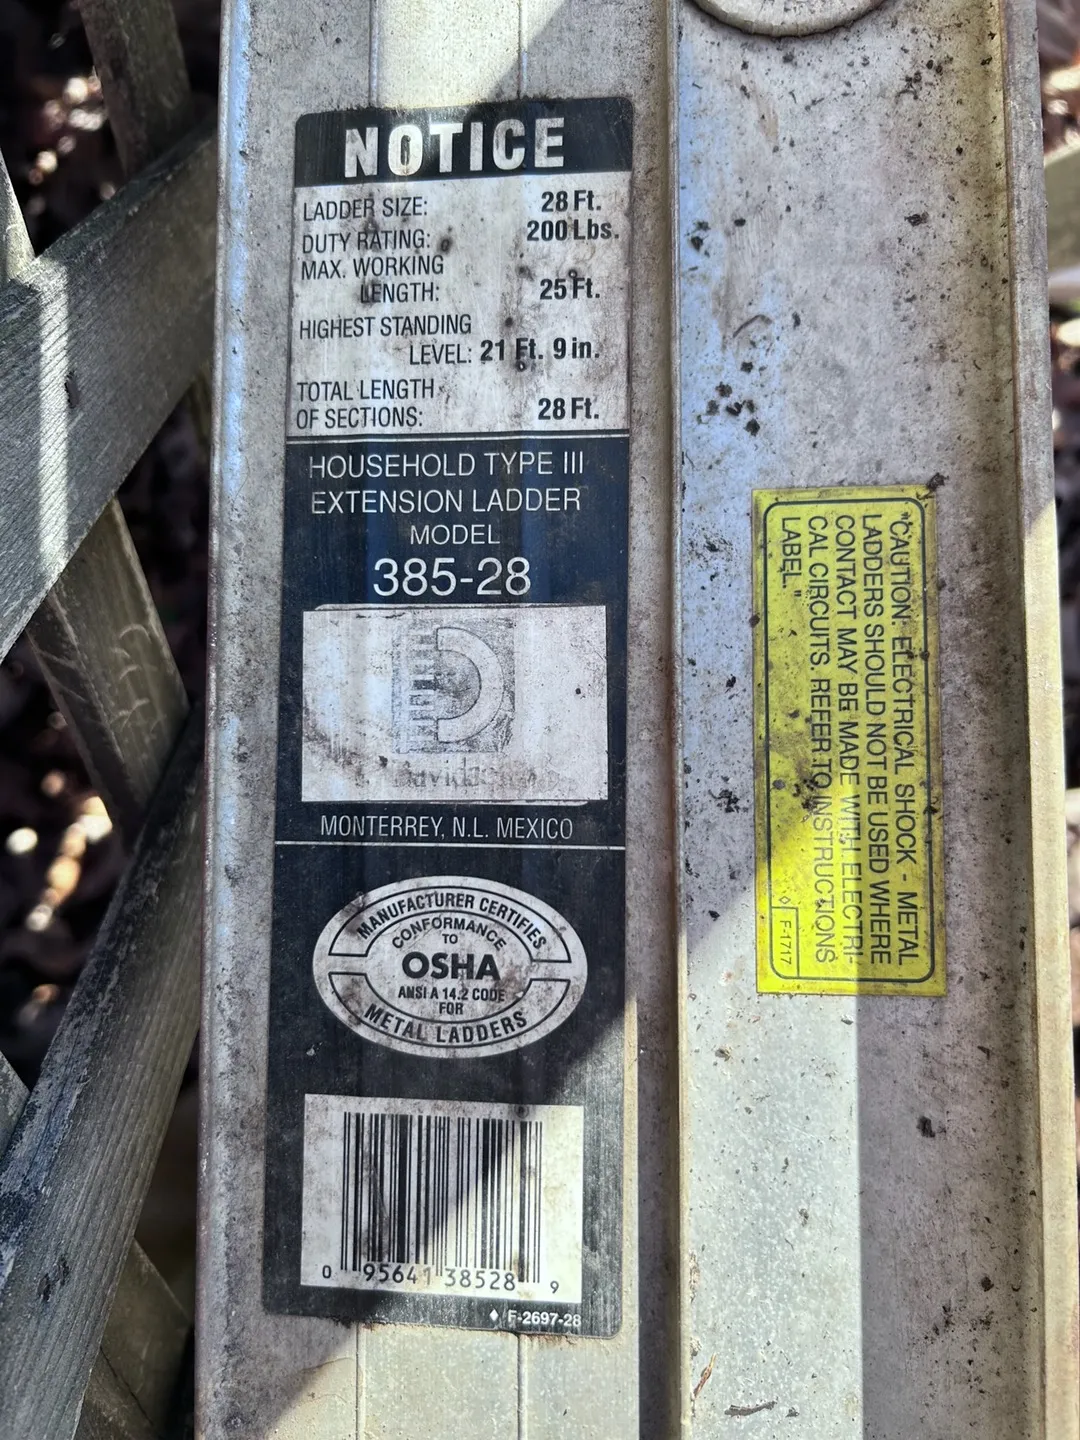 NOTICE
LADDER SIZE: 28 Ft.
DUTY RATING: 200 Lbs.
MAX. WORKING
LENGTH: 25 Ft.
HIGHEST STANDING
LEVEL: 21 Ft. 9 in.
TOTAL LENGTH
OF SECTIONS: 28 Ft.
HOUSEHOLD TYPE III
EXTENSION LADDER
MODEL
385-28
MONTERREY, N.L. MEXICO
MANUFACTURER CERTIFIES
CONFORMANCE
TO
OSHA
ANSI A 14.2 CODE
FOR
METAL LADDERS
0 95641 38528 9
F-2697-28
"CAUTION: ELECTRICAL SHOCK - METAL
LADDERS SHOULD NOT BE USED WHERE
CONTACT MAY BE MADE WITH ELECTRI-
CAL CIRCUITS. REFER TO INSTRUCTIONS
LABEL."
F-1717